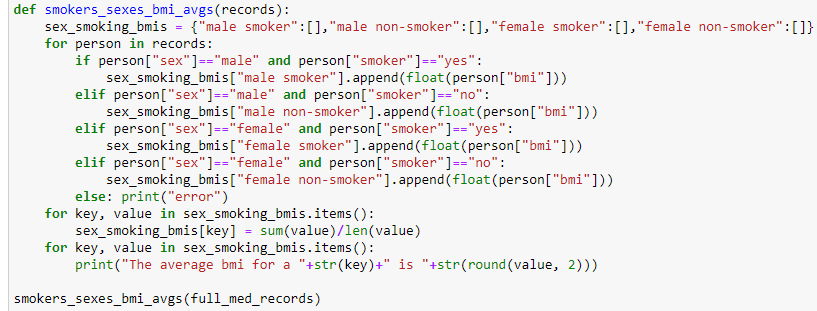 def smokers_sexes_bmi_avgs(records):
    sex_smoking_bmis = {"male smoker":[],"male non-smoker":[],"female smoker":[],"female non-smoker":[]}
    for person in records:
        if person["sex"]=="male" and person["smoker"]=="yes":
            sex_smoking_bmis["male smoker"].append(float(person["bmi"]))
        elif person["sex"]=="male" and person["smoker"]=="no":
            sex_smoking_bmis["male non-smoker"].append(float(person["bmi"]))
        elif person["sex"]=="female" and person["smoker"]=="yes":
            sex_smoking_bmis["female smoker"].append(float(person["bmi"]))
        elif person["sex"]=="female" and person["smoker"]=="no":
            sex_smoking_bmis["female non-smoker"].append(float(person["bmi"]))
        else: print("error")
    for key, value in sex_smoking_bmis.items():
        sex_smoking_bmis[key] = sum(value)/len(value)
    for key, value in sex_smoking_bmis.items():
        print("The average bmi for a "+str(key)+" is "+str(round(value, 2)))

smokers_sexes_bmi_avgs(full_med_records)